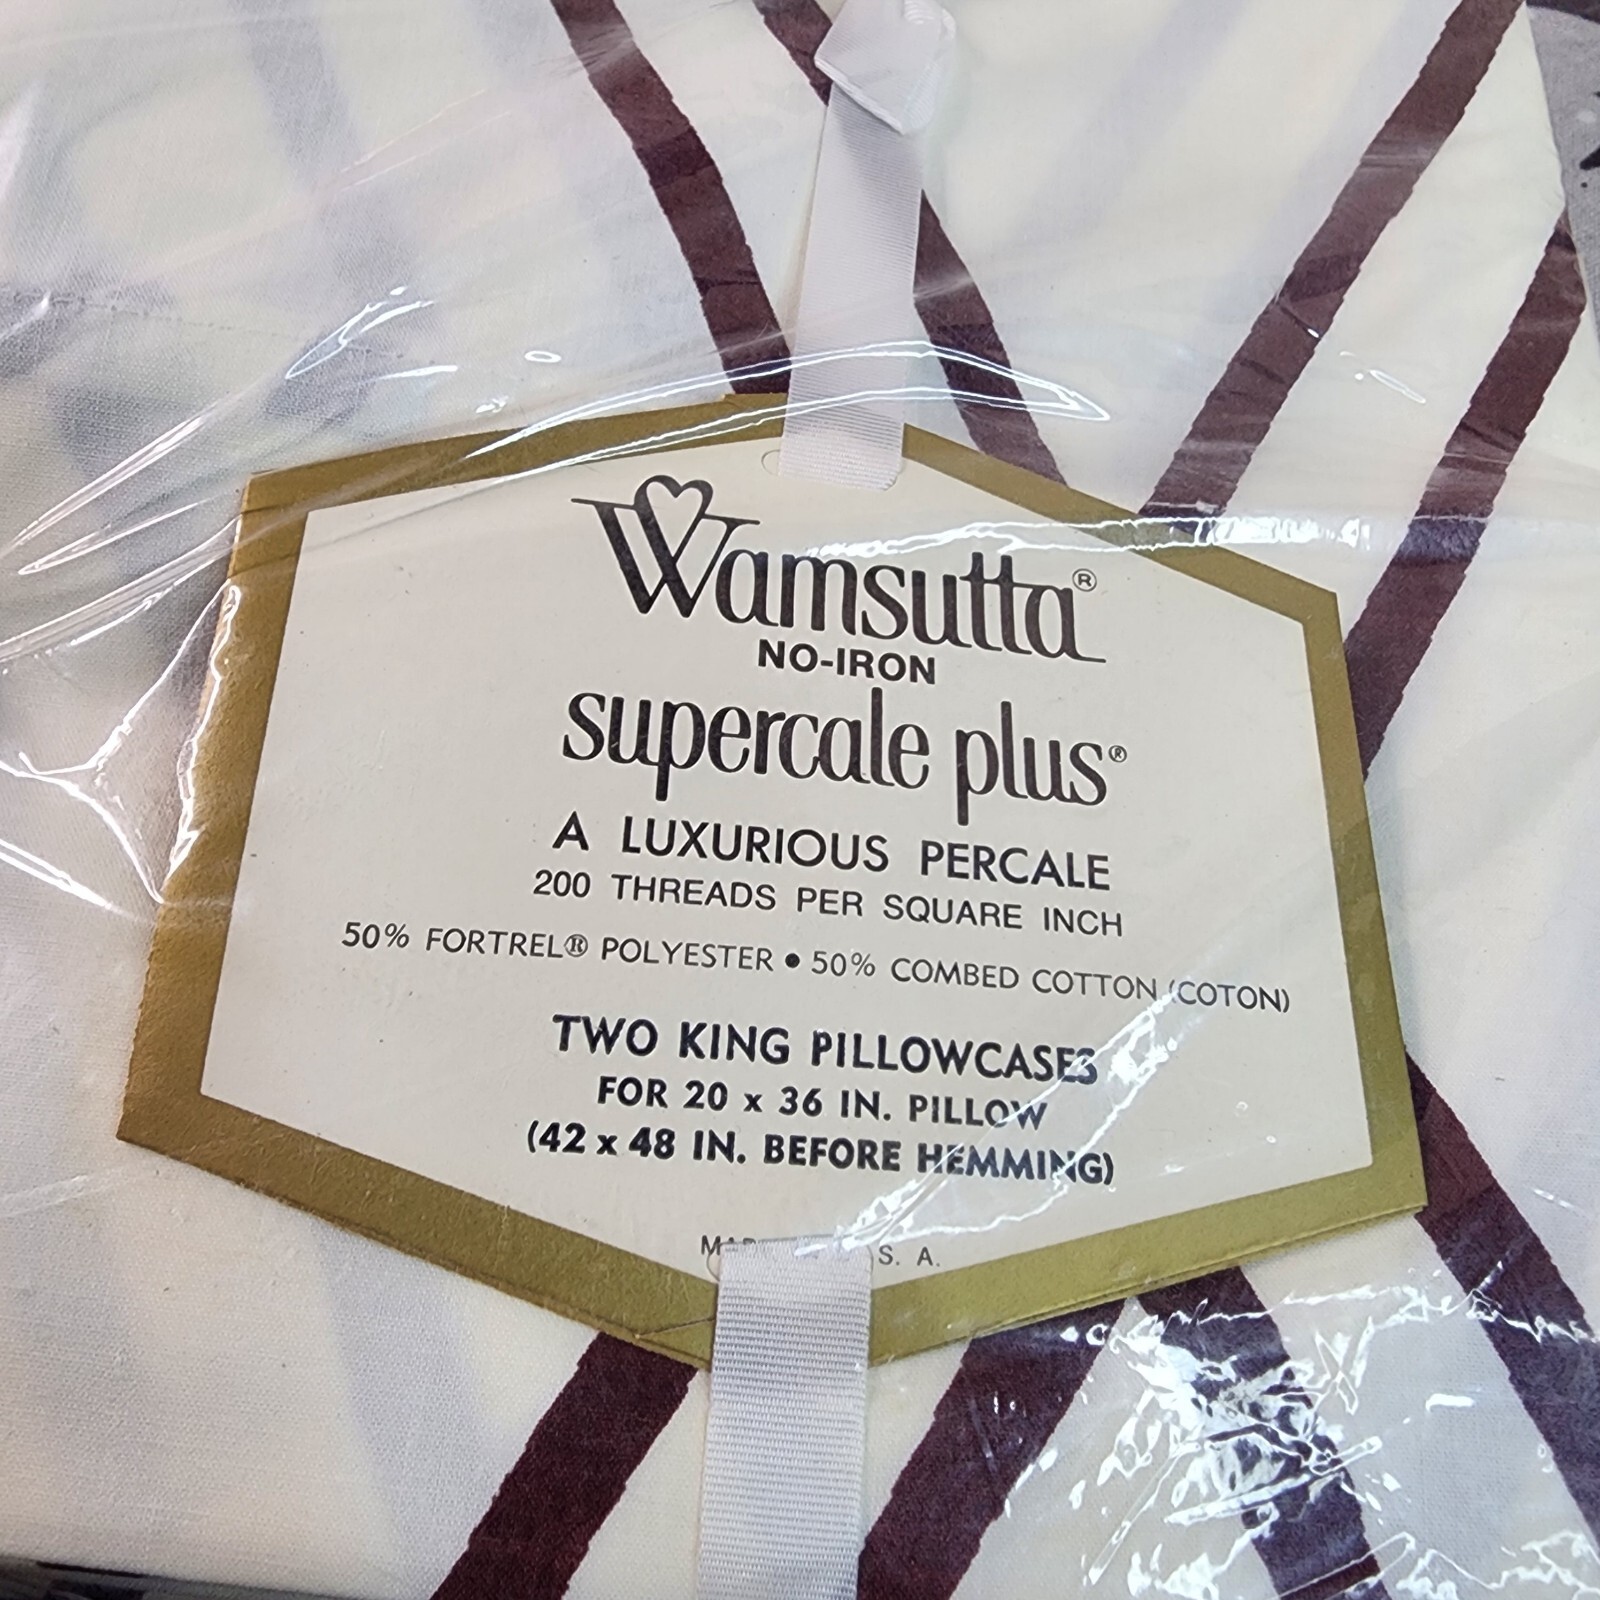 Wamsutta®
NO-IRON
supercale plus®
A LUXURIOUS PERCALE
200 THREADS PER SQUARE INCH
50% FORTREL® POLYESTER • 50% COMBED COTTON (COTON)
TWO KING PILLOWCASES
FOR 20 x 36 IN. PILLOW
(42 x 48 IN. BEFORE HEMMING)
S. A.